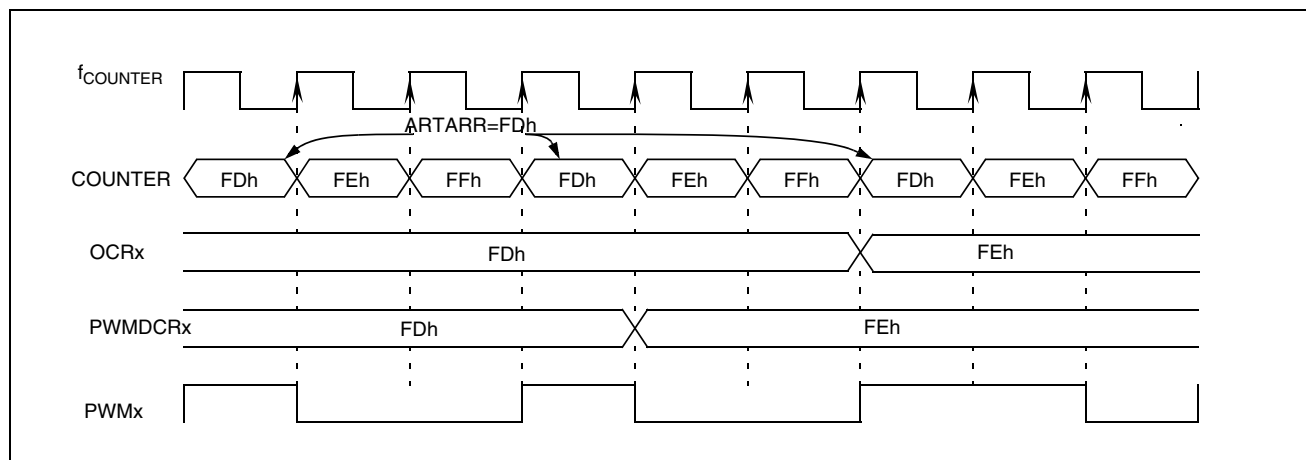 fCOUNTER
ARTARR=FDh
COUNTER FDh FEh FFh FDh FEh FFh FDh FEh FFh
OCRx FDh FEh
PWMDCRx FDh FEh
PWMx